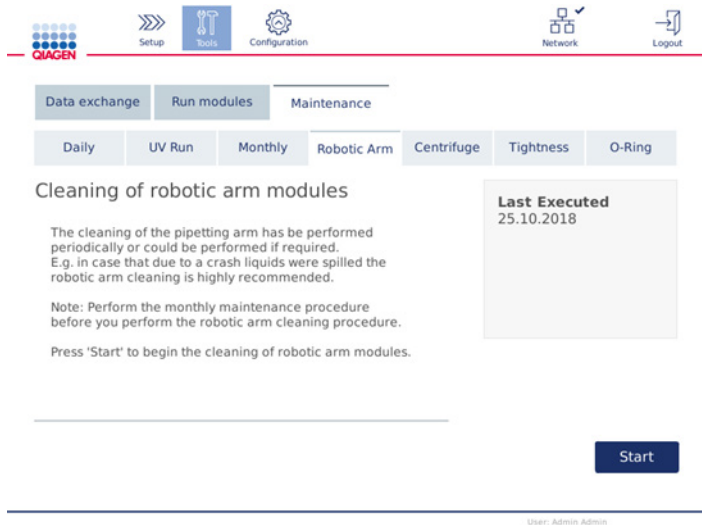 QIAGEN
Setup
Tools
Configuration
Network
Logout
Data exchange
Run modules
Maintenance
Daily
UV Run
Monthly
Robotic Arm
Centrifuge
Tightness
O-Ring
Cleaning of robotic arm modules
The cleaning of the pipetting arm has be performed
periodically or could be performed if required.
E.g. in case that due to a crash liquids were spilled the
robotic arm cleaning is highly recommended.
Note: Perform the monthly maintenance procedure
before you perform the robotic arm cleaning procedure.
Press 'Start' to begin the cleaning of robotic arm modules.
Last Executed
25.10.2018
Start
User: Admin Admin